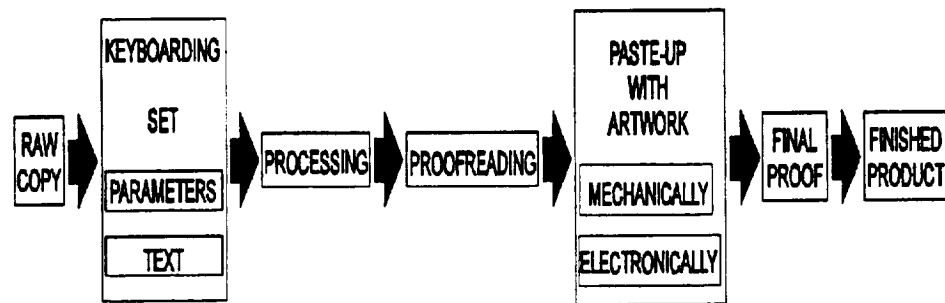 RAW
COPY
KEYBOARDING
SET
PARAMETERS
TEXT
PROCESSING
PROOFREADING
PASTE-UP
WITH
ARTWORK
MECHANICALLY
ELECTRONICALLY
FINAL
PROOF
FINISHED
PRODUCT